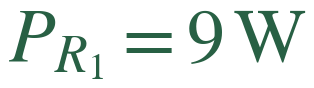 P_{R_1} = 9 W